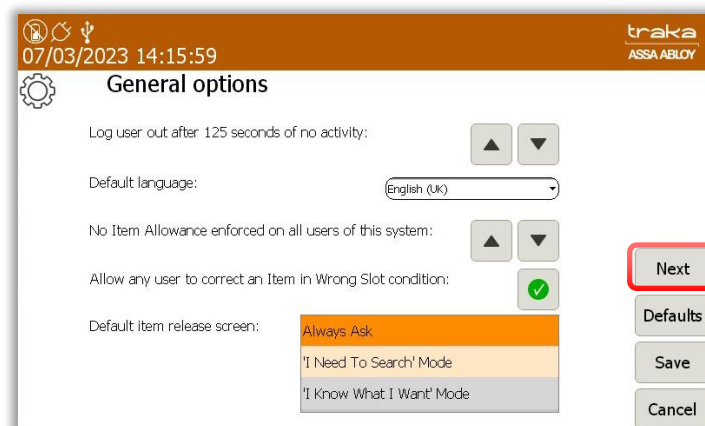 traka
07/03/2023 14:15:59
ASSA ABLOY
General options
Log user out after 125 seconds of no activity:
Default language:
English (UK)
No Item Allowance enforced on all users of this system:
Allow any user to correct an Item in Wrong Slot condition:
Default item release screen:
Always Ask
'I Need To Search' Mode
'I Know What I Want' Mode
Next
Defaults
Save
Cancel